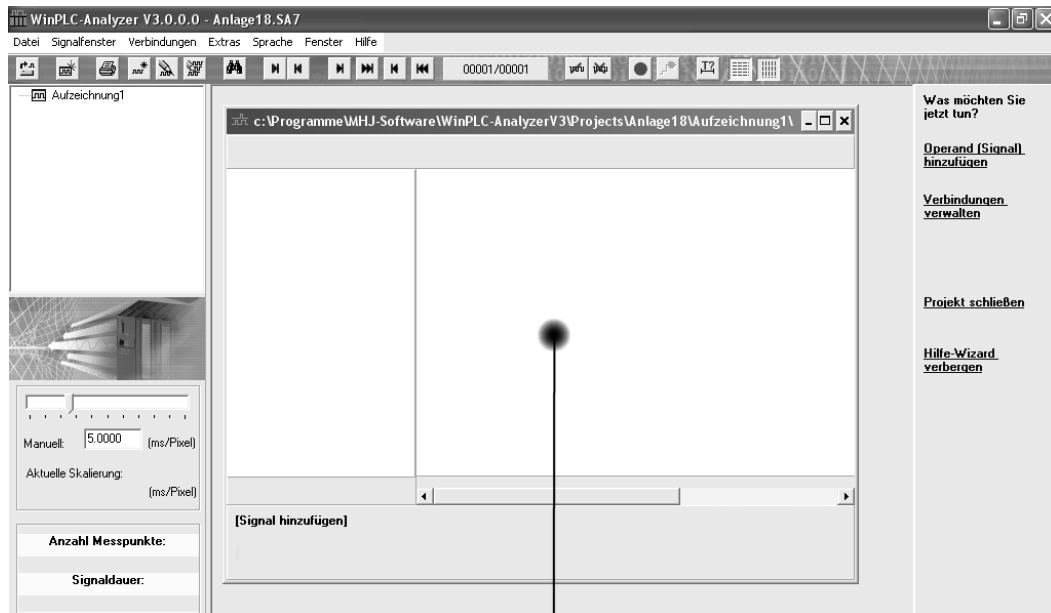 WinPLC-Analyzer V3.0.0.0 - Anlage18.SA7
Datei Signalfenster Verbindungen Extras Sprache Fenster Hilfe
00001/00001
Aufzeichnung1
c:\Programme\MHJ-Software\WinPLC-AnalyzerV3\Projects\Anlage18\Aufzeichnung1\
Was möchten Sie
jetzt tun?
Operand (Signal)
hinzufügen
Verbindungen
verwalten
Projekt schließen
Hilfe-Wizard
verbergen
Manuell: 5.0000 (ms/Pixel)
Aktuelle Skalierung:
(ms/Pixel)
[Signal hinzufügen]
Anzahl Messpunkte:
Signaldauer: